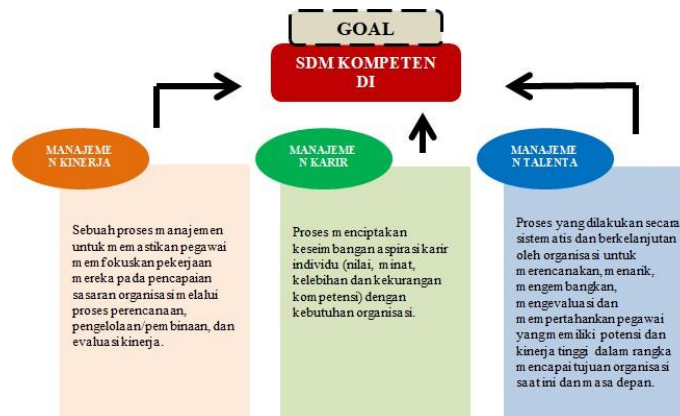 GOAL
SDM KOMPETEN
DI
MANAJEME
N KINERJA
MANAJEME
N KARIR
MANAJEME
N TALENTA
Sebuah proses manajemen
untuk memastikan pegawai
memfokuskan pekerjaan
mereka pada pencapaian
sasaran organisasi melalui
proses perencanaan,
pengelolaan/pembinaan, dan
evaluasi kinerja.
Proses menciptakan
keseimbangan aspirasi karir
individu (nilai, minat,
kelebihan dan kekurangan
kompetensi) dengan
kebutuhan organisasi.
Proses yang dilakukan secara
sistematis dan berkelanjutan
oleh organisasi untuk
merencanakan, menarik,
mengembangkan,
mengevaluasi dan
mempertahankan pegawai
yang memiliki potensi dan
kinerja tinggi dalam rangka
mencapai tujuan organisasi
saat ini dan masa depan.